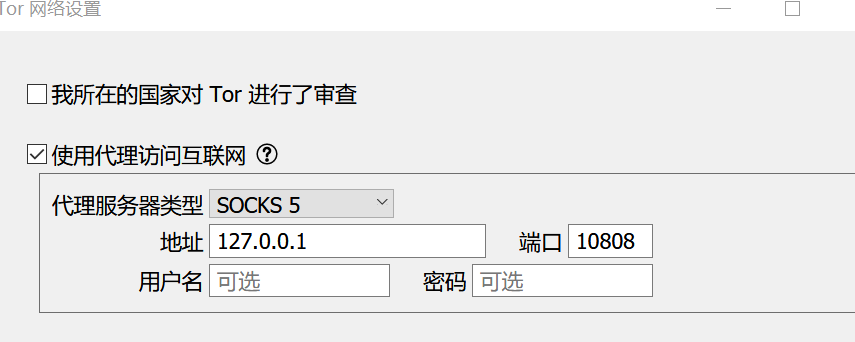 Tor 网络设置
我所在的国家对 Tor 进行了审查
使用代理访问互联网 ?
代理服务器类型 SOCKS 5
地址 127.0.0.1 端口 10808
用户名 可选 密码 可选